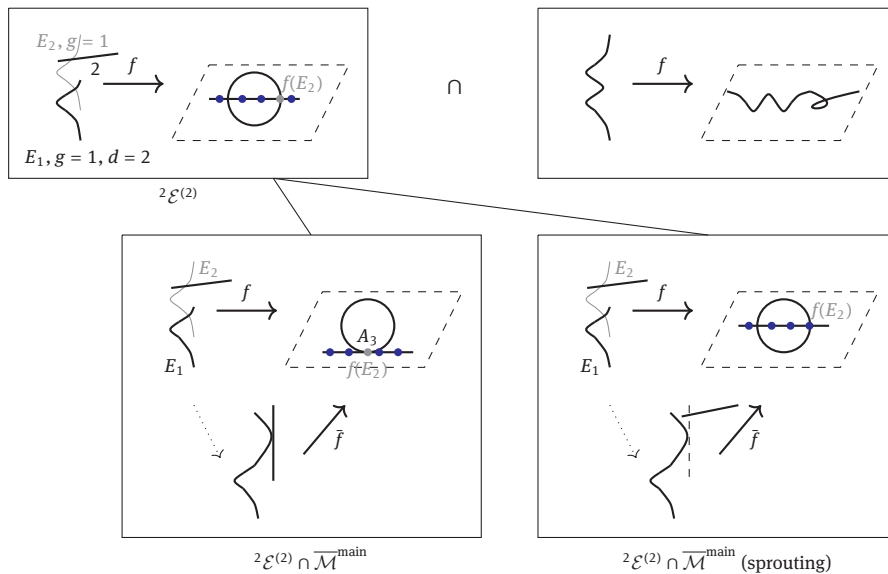 E₂, g = 1
2
f
f(E₂)
E₁, g = 1, d = 2
∩
f
²ℰ⁽²⁾
E₂
f
A₃
f(E₂)
E₁
f̄
E₂
f
f(E₂)
E₁
f̄
²ℰ⁽²⁾ ∩ ℳ̅ᵐᵃⁱⁿ
²ℰ⁽²⁾ ∩ ℳ̅ᵐᵃⁱⁿ (sprouting)